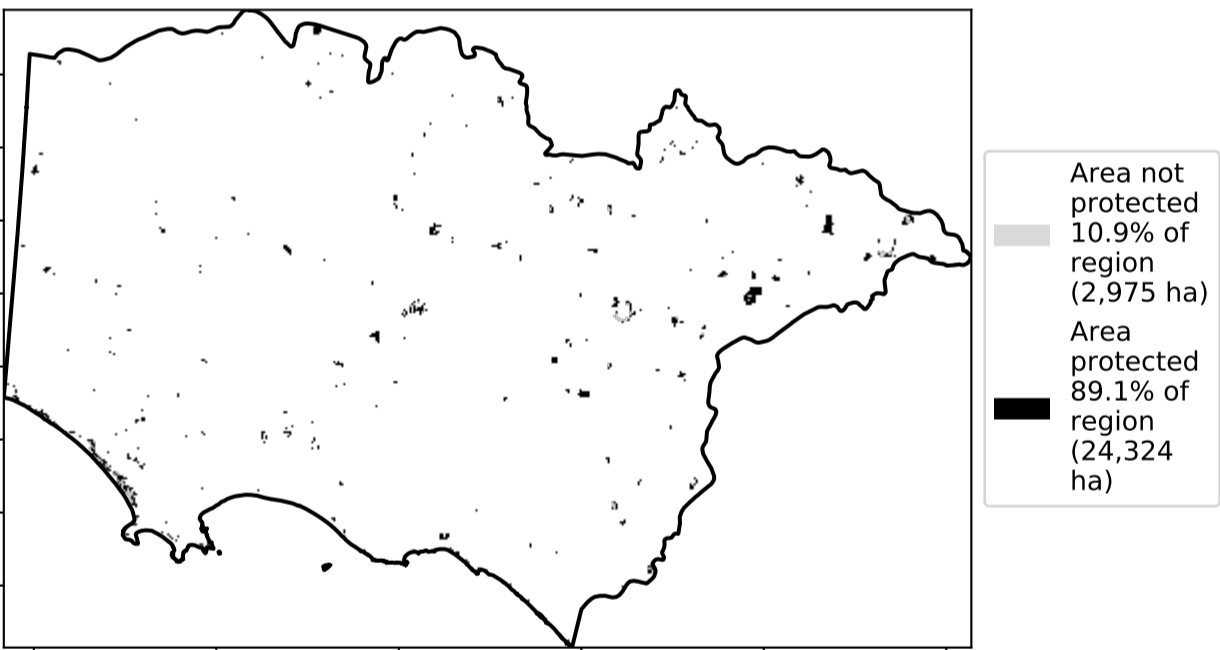 Area not
protected
10.9% of
region
(2,975 ha)
Area
protected
89.1% of
region
(24,324
ha)